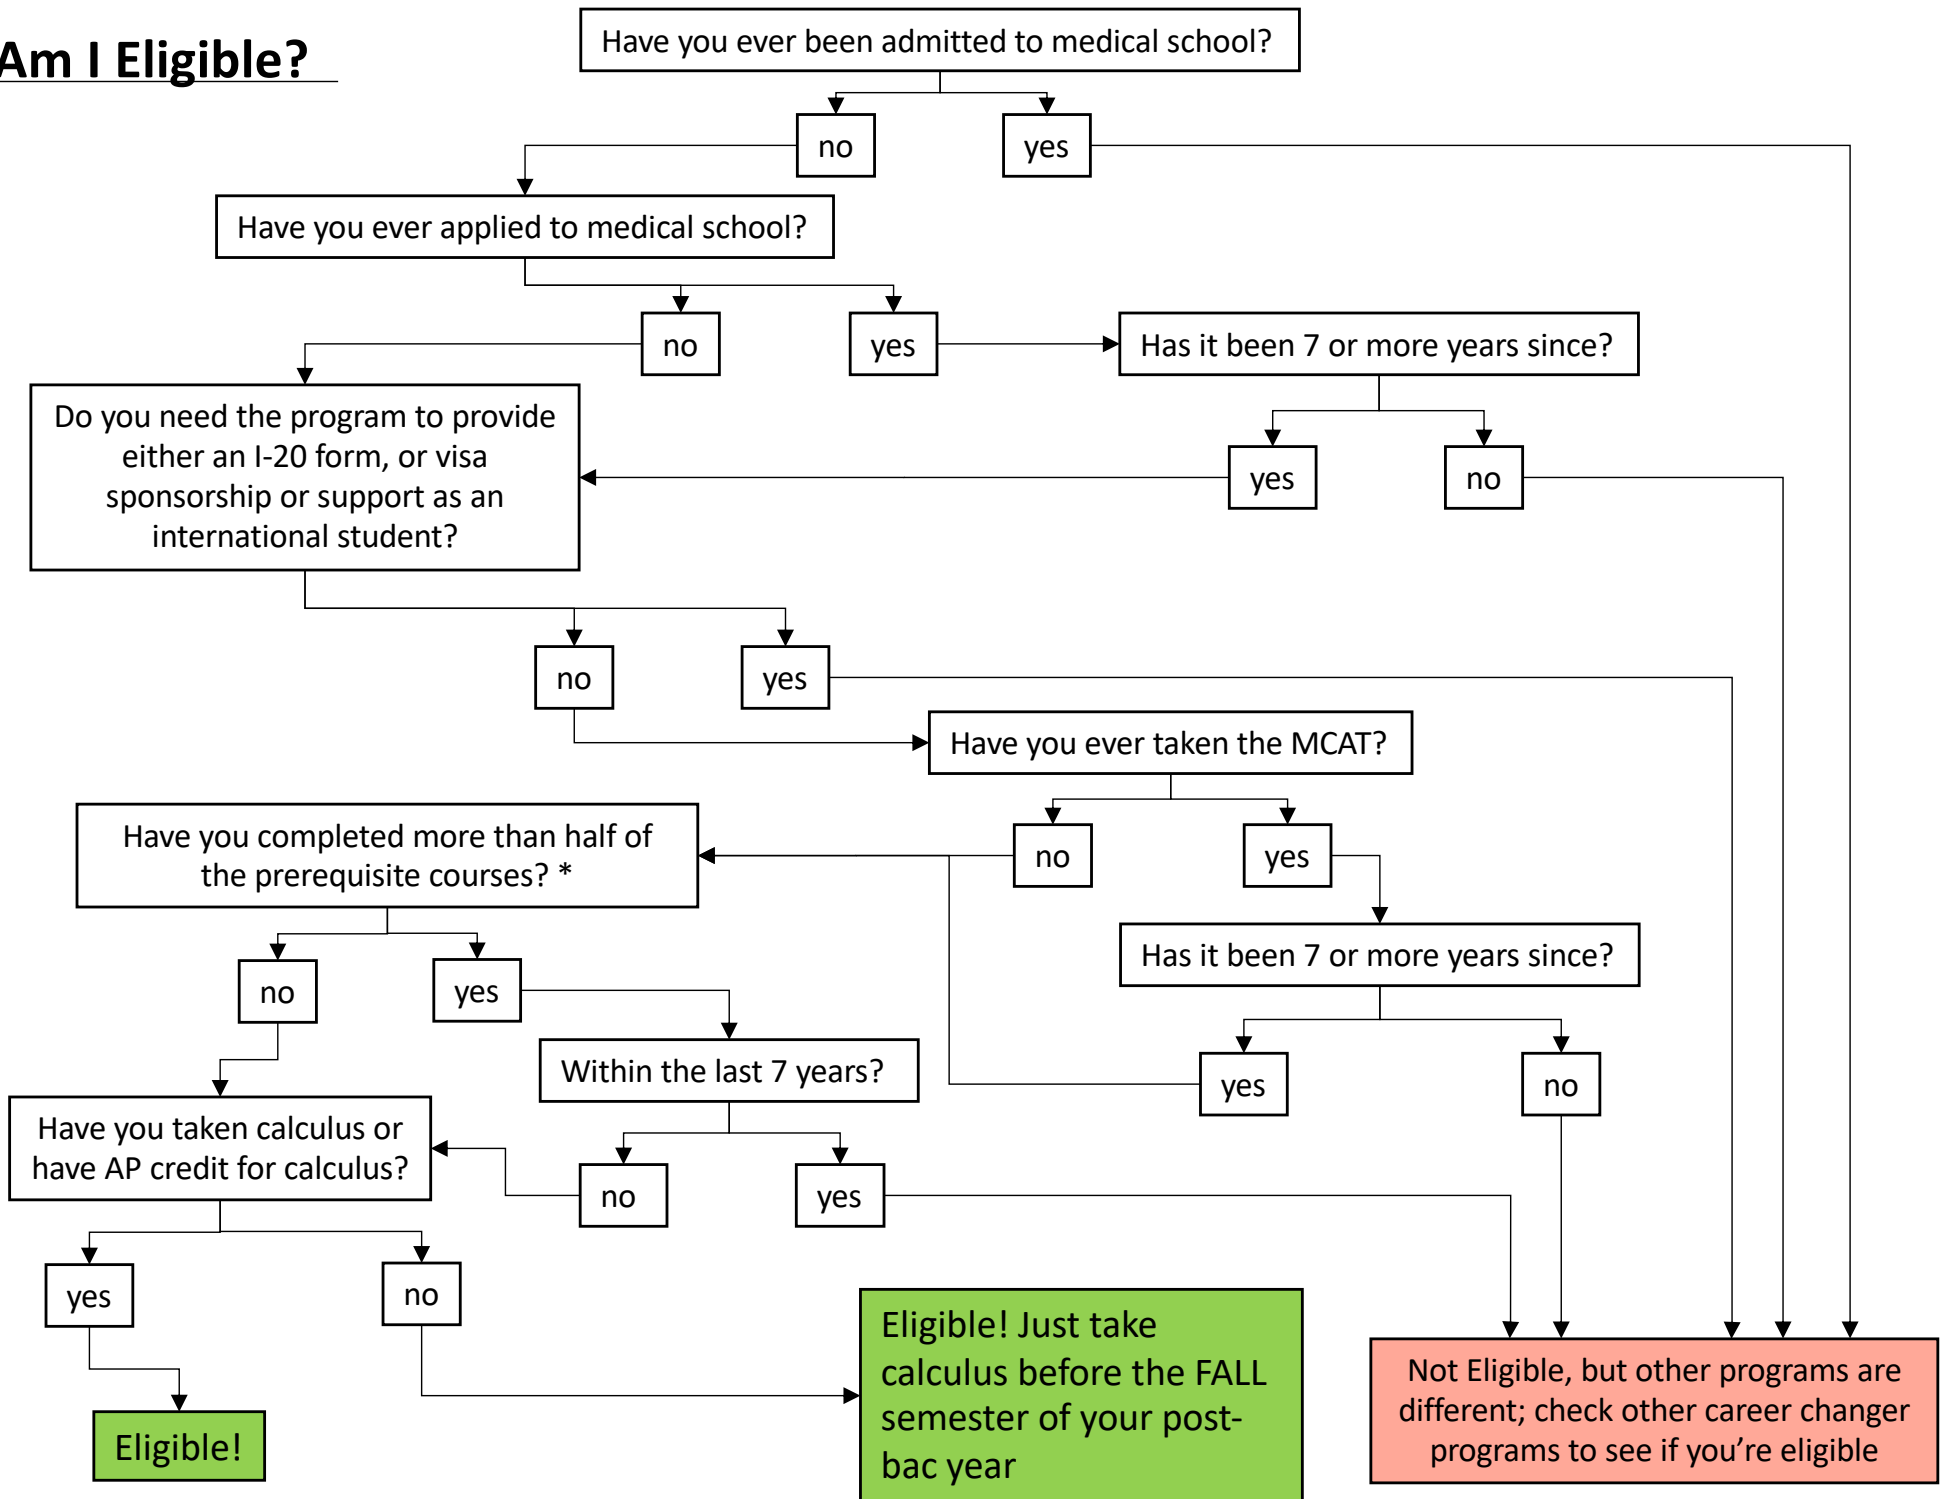 Am I Eligible?
Have you ever been admitted to medical school?
no
yes
Have you ever applied to medical school?
no
yes
Has it been 7 or more years since?
yes
no
Do you need the program to provide
either an I-20 form, or visa
sponsorship or support as an
international student?
no
yes
Have you ever taken the MCAT?
no
yes
Has it been 7 or more years since?
yes
no
Have you completed more than half of
the prerequisite courses? *
no
yes
Within the last 7 years?
no
yes
Have you taken calculus or
have AP credit for calculus?
yes
no
Eligible!
Eligible! Just take
calculus before the FALL
semester of your post-
bac year
Not Eligible, but other programs are
different; check other career changer
programs to see if you’re eligible